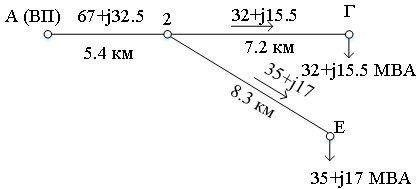 А (ВП) 67+j32.5 2 32+j15.5 Г
5.4 км 7.2 км
35+j17
8.3 км
32+j15.5 МВА
Е
35+j17 МВА